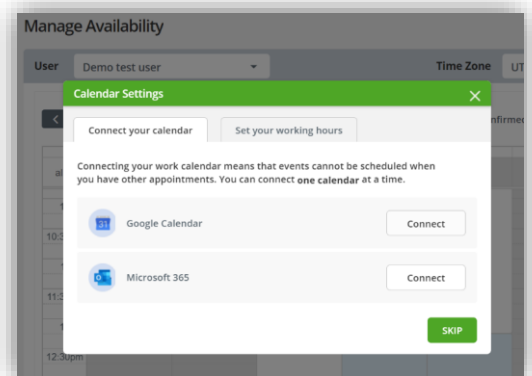 Manage Availability
User Demo test user Time Zone UT
Calendar Settings
nfirmed
Connect your calendar Set your working hours
Connecting your work calendar means that events cannot be scheduled when
you have other appointments. You can connect one calendar at a time.
31 Google Calendar Connect
10:3
Microsoft 365 Connect
11:3
SKIP
12:30pm